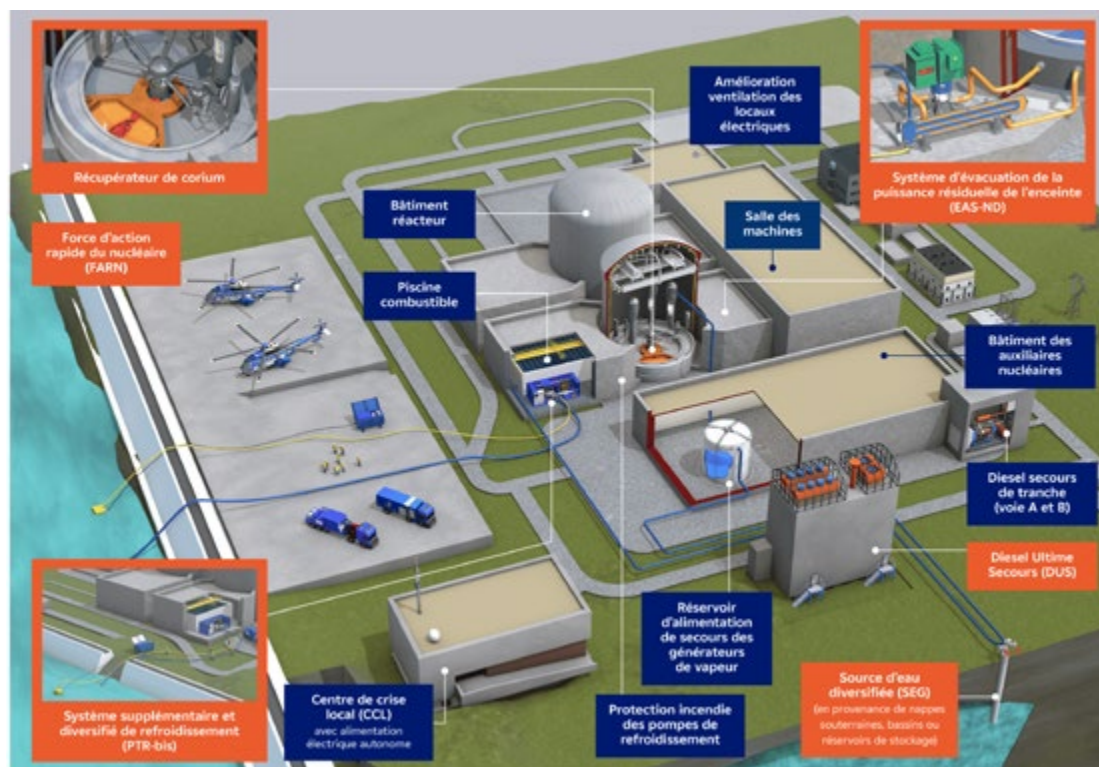 Récupérateur de corium
Force d'action
rapide du nucléaire
(FARN)
Amélioration
ventilation des
locaux
électriques
Système d'évacuation de la
puissance résiduelle de l'enceinte
(EAS-ND)
Bâtiment
réacteur
Salle des
machines
Piscine
combustible
Bâtiment des
auxiliaires
nucléaires
Diesel secours
de tranche
(voie A et B)
Diesel Ultime
Secours (DUS)
Réservoir
d'alimentation
de secours des
générateurs
de vapeur
Source d'eau
diversifiée (SEG)
(en provenance de nappes
souterraines, bassins ou
réservoirs de stockage)
Protection incendie
des pompes de
refroidissement
Centre de crise
local (CCL)
avec alimentation
électrique autonome
Système supplémentaire et
diversifié de refroidissement
(PTR-bis)